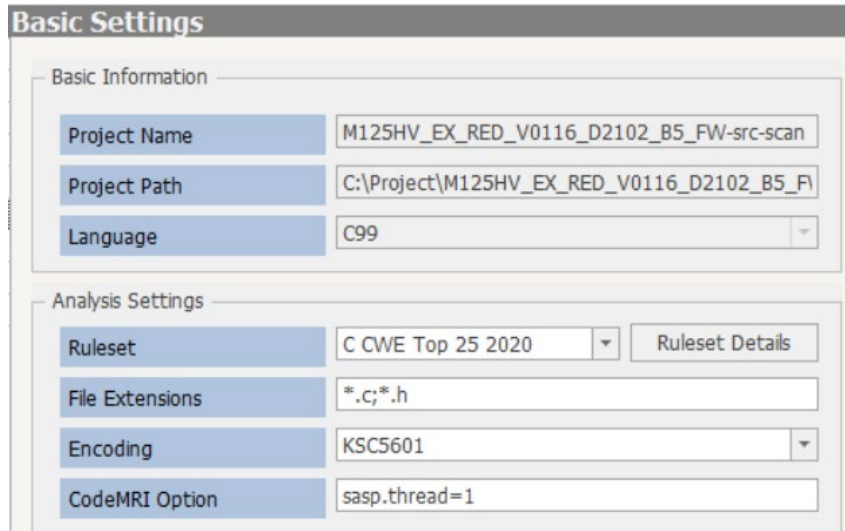 Basic Settings
Basic Information
Project Name M125HV_EX_RED_V0116_D2102_B5_FW-src-scan
Project Path C:\Project\M125HV_EX_RED_V0116_D2102_B5_F
Language C99
Analysis Settings
Ruleset C CWE Top 25 2020 Ruleset Details
File Extensions *.c;*.h
Encoding KSC5601
CodeMRI Option sasp.thread=1